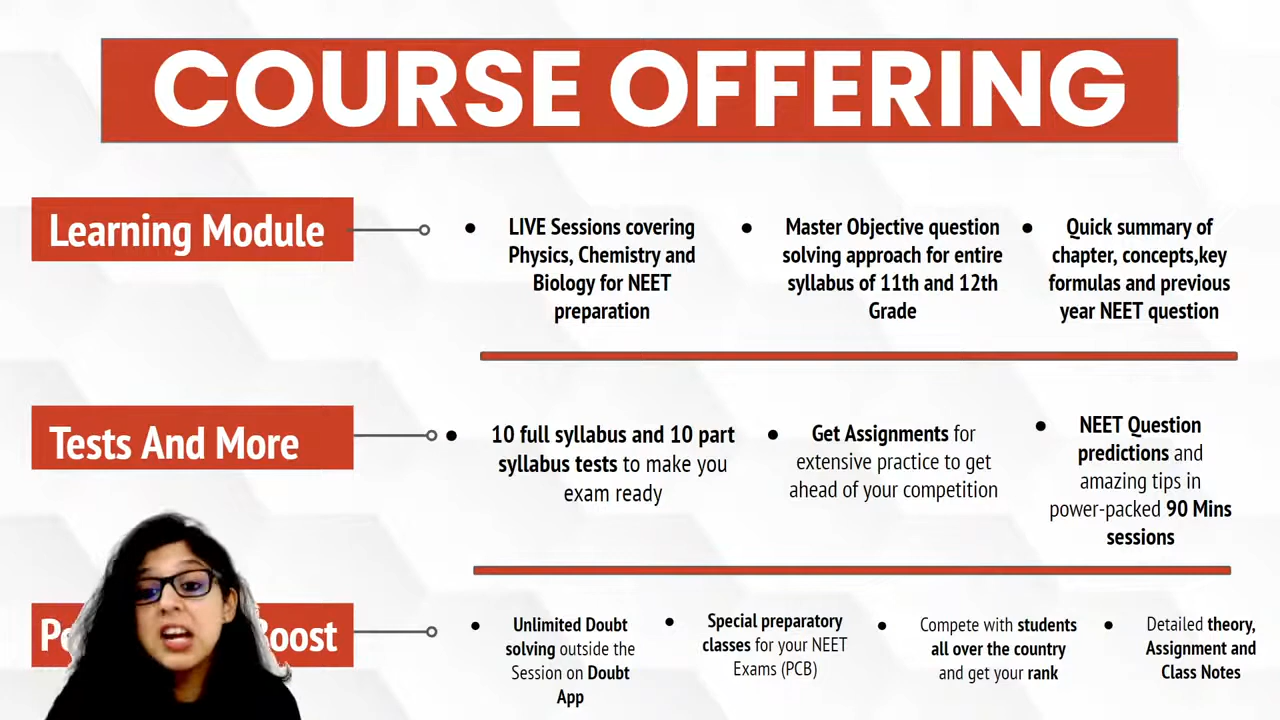 COURSE OFFERING
Learning Module
LIVE Sessions covering
Physics, Chemistry and
Biology for NEET
preparation
Master Objective question
solving approach for entire
syllabus of 11th and 12th
Grade
Quick summary of
chapter, concepts,key
formulas and previous
year NEET question
Tests And More
10 full syllabus and 10 part
syllabus tests to make you
exam ready
Get Assignments for
extensive practice to get
ahead of your competition
NEET Question
predictions and
amazing tips in
power-packed 90 Mins
sessions
Boost
Unlimited Doubt
solving outside the
Session on Doubt
App
Special preparatory
classes for your NEET
Exams (PCB)
Compete with students
all over the country
and get your rank
Detailed theory,
Assignment and
Class Notes